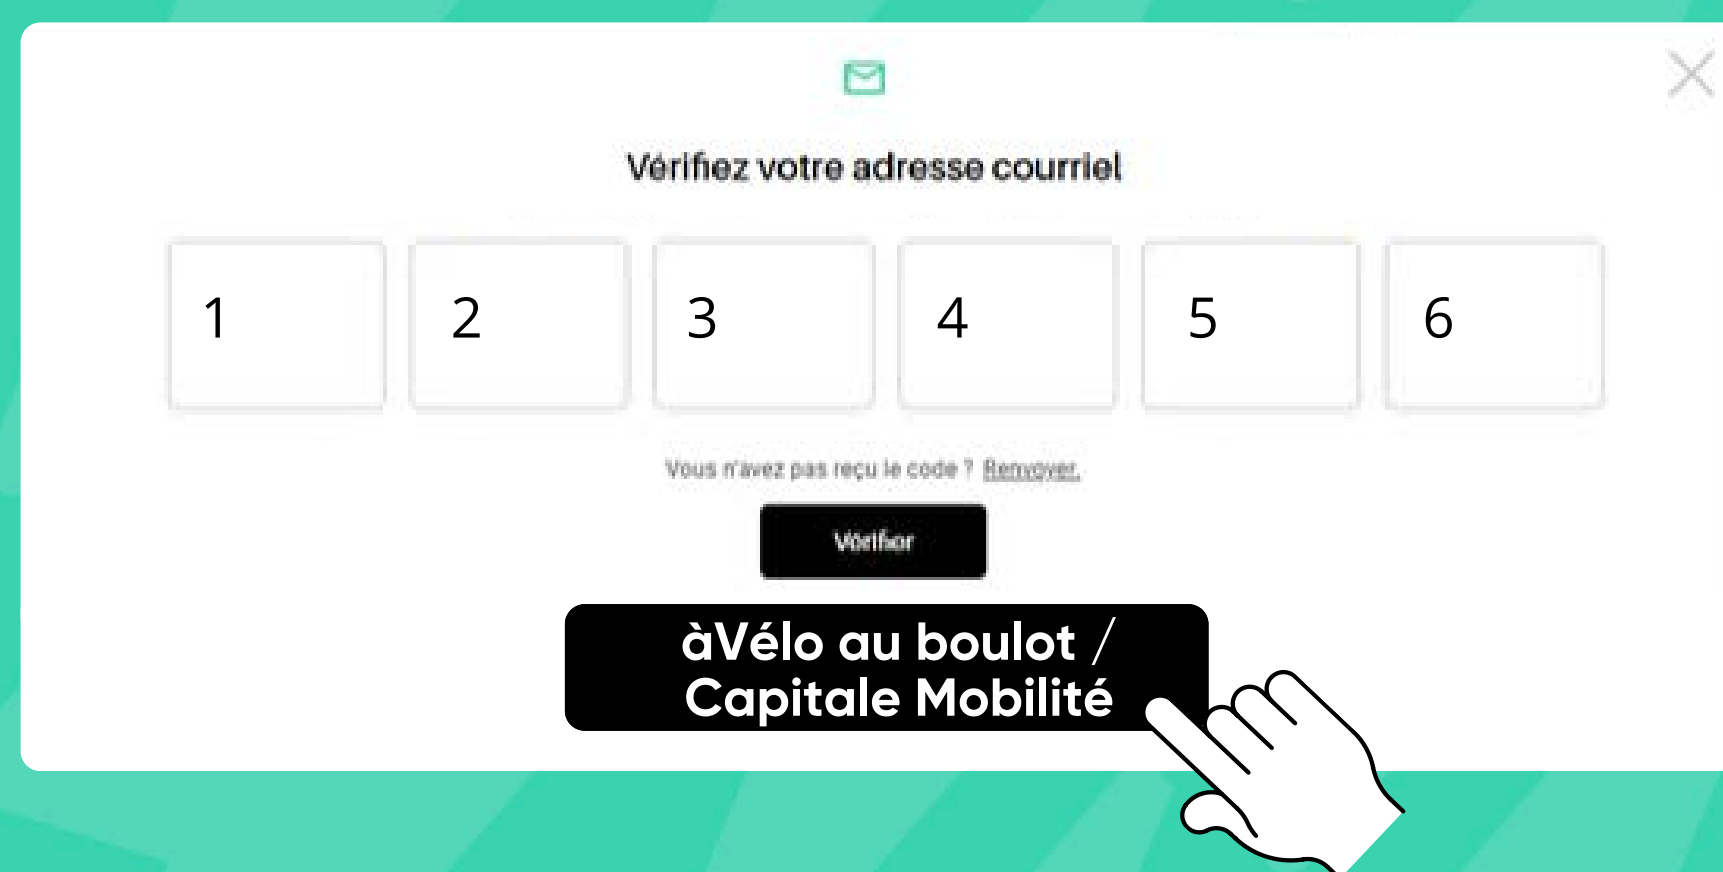 Vérifiez votre adresse courriel
1 2 3 4 5 6
Vous n'avez pas reçu le code ? Renvoyer.
Vérifier
àVélo au boulot /
Capitale Mobilité